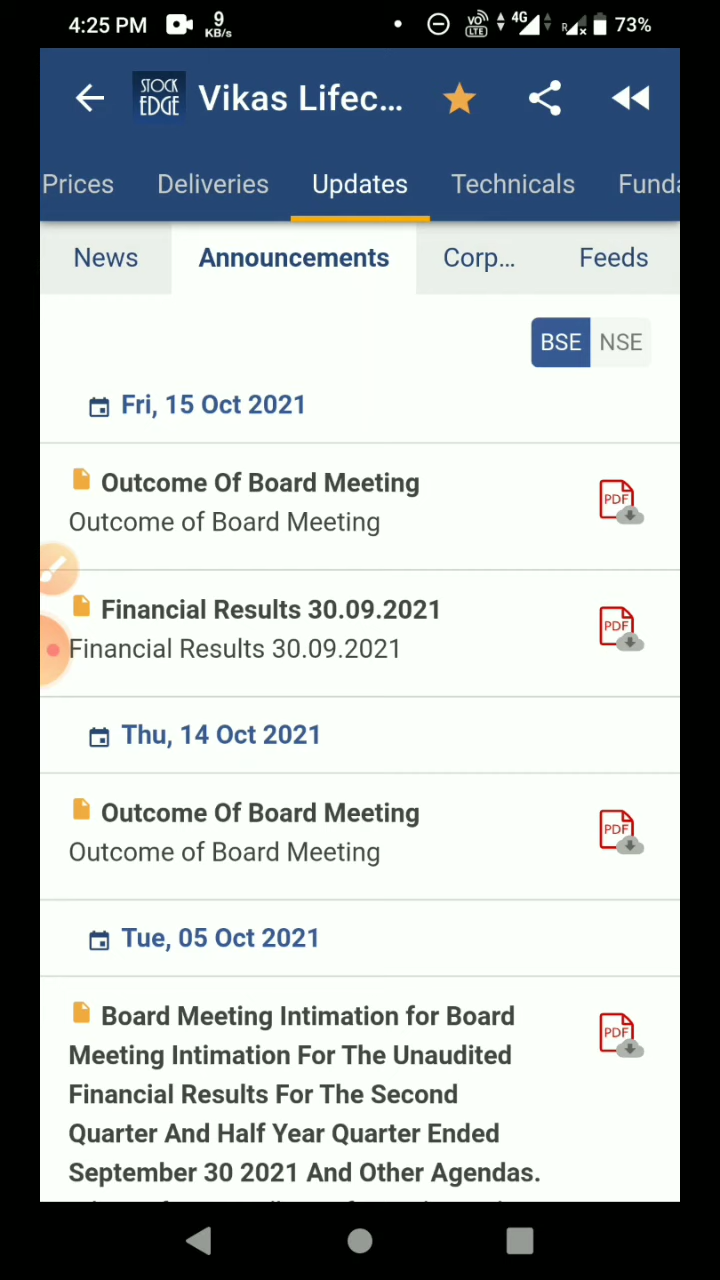 4:25 PM 9 KB/s VO LTE 4G R 73%
STOCK EDGE Vikas Lifec...
Prices Deliveries Updates Technicals Funda
News Announcements Corp... Feeds
BSE NSE
Fri, 15 Oct 2021
Outcome Of Board Meeting
Outcome of Board Meeting
PDF
Financial Results 30.09.2021
Financial Results 30.09.2021
PDF
Thu, 14 Oct 2021
Outcome Of Board Meeting
Outcome of Board Meeting
PDF
Tue, 05 Oct 2021
Board Meeting Intimation for Board
Meeting Intimation For The Unaudited
Financial Results For The Second
Quarter And Half Year Quarter Ended
September 30 2021 And Other Agendas.
PDF